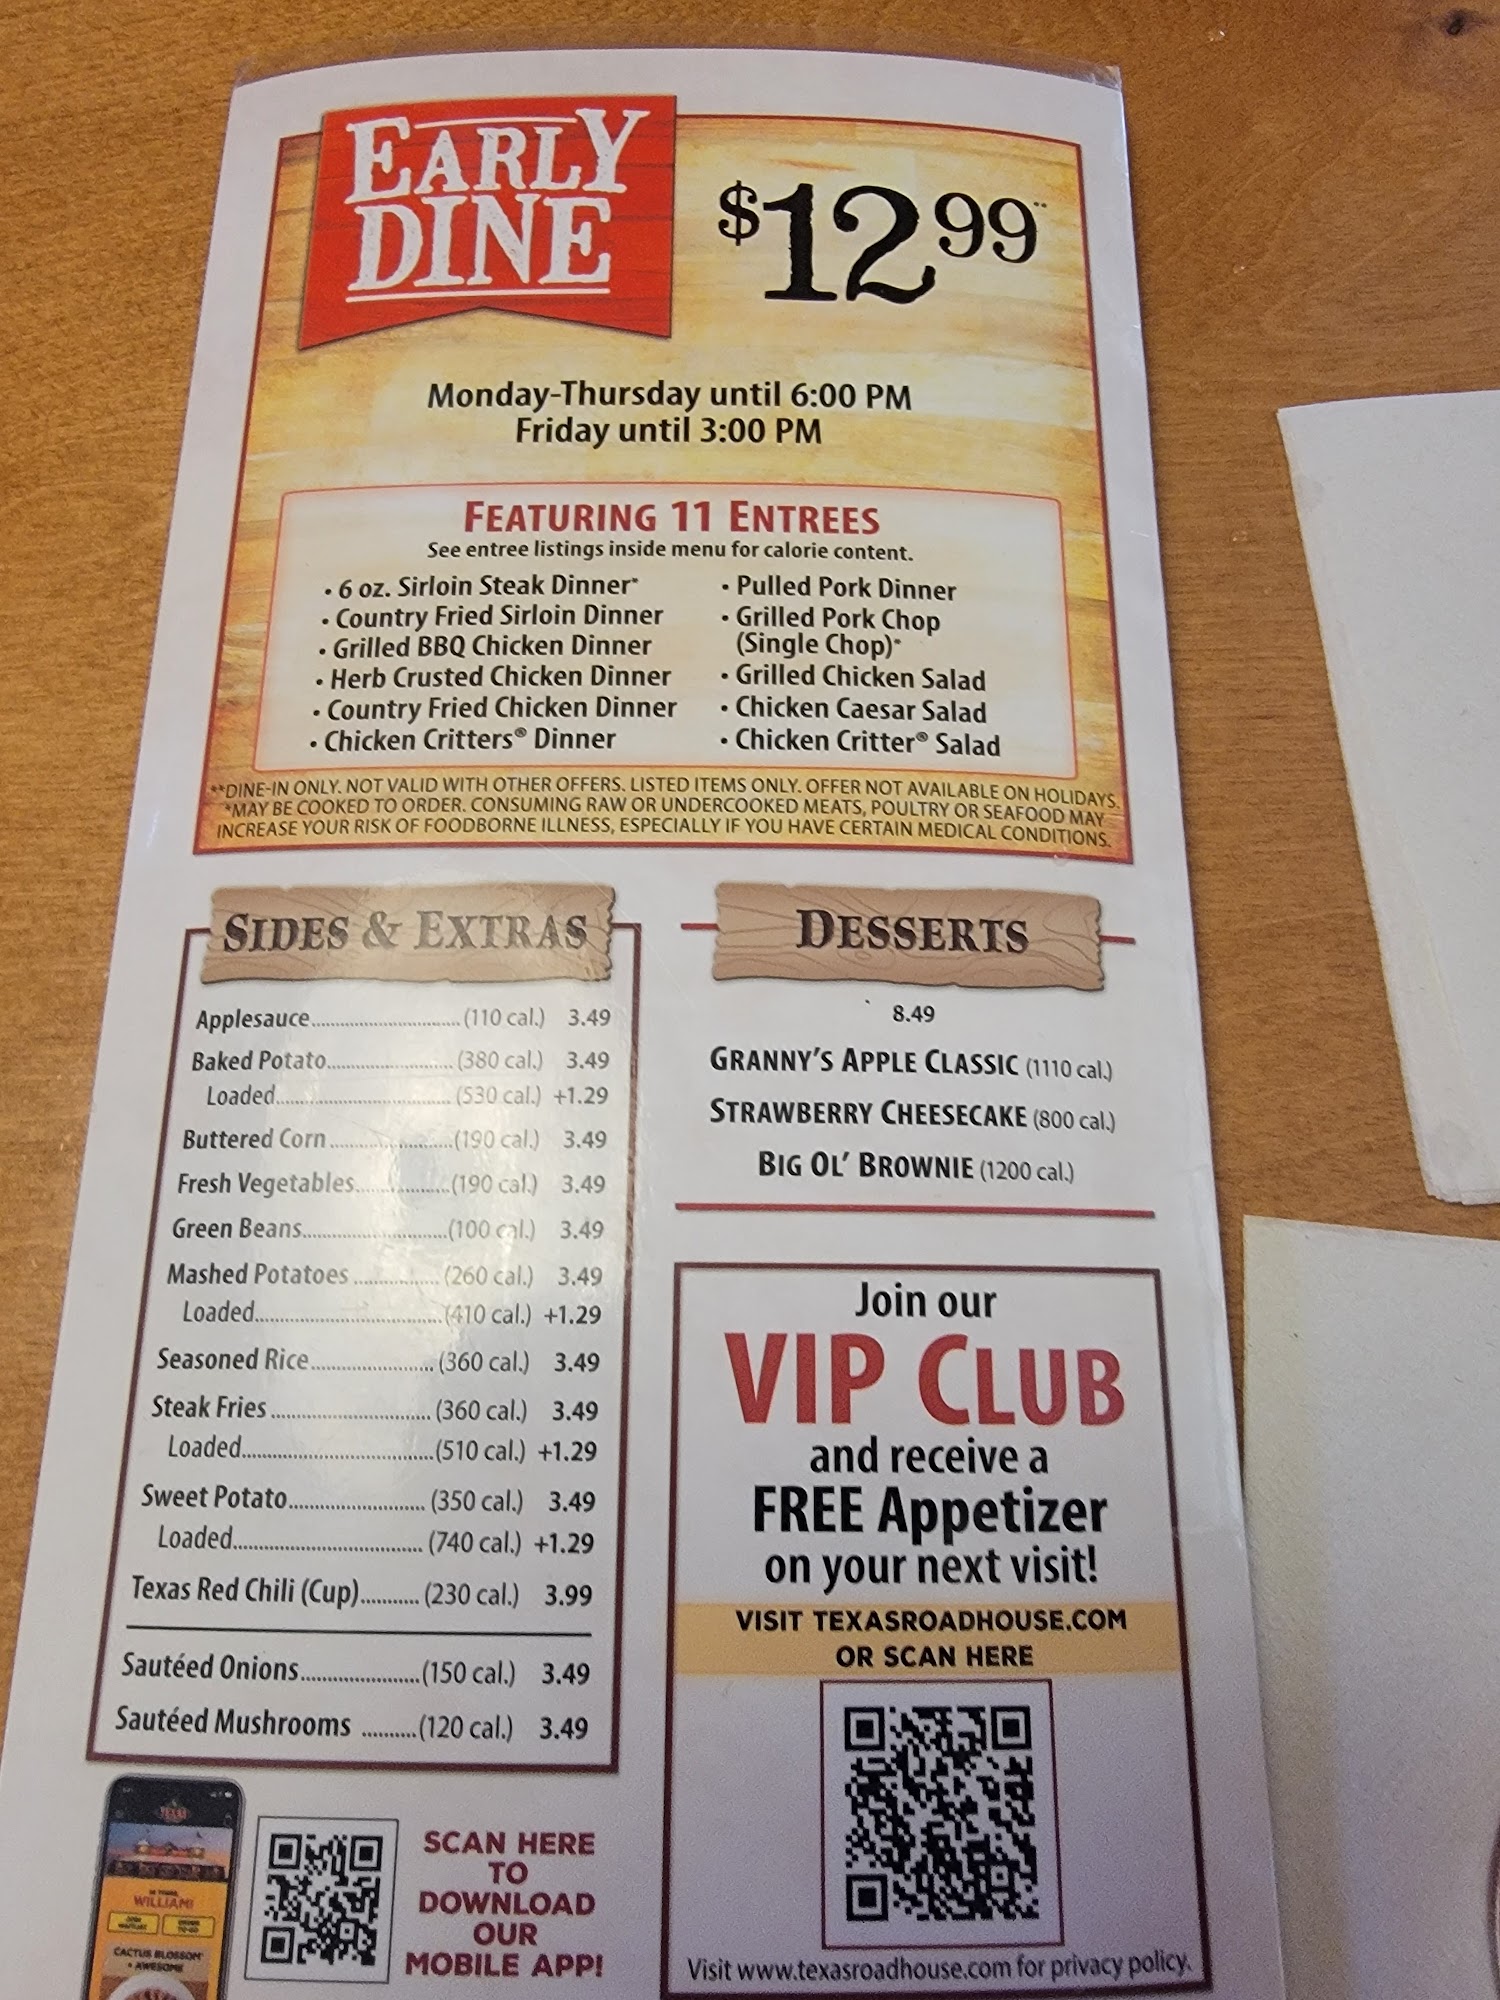 EARLY
DINE
$12.99**
Monday-Thursday until 6:00 PM
Friday until 3:00 PM
FEATURING 11 ENTREES
See entree listings inside menu for calorie content.
• 6 oz. Sirloin Steak Dinner*
• Country Fried Sirloin Dinner
• Grilled BBQ Chicken Dinner
• Herb Crusted Chicken Dinner
• Country Fried Chicken Dinner
• Chicken Critters® Dinner
• Pulled Pork Dinner
• Grilled Pork Chop
(Single Chop)*
• Grilled Chicken Salad
• Chicken Caesar Salad
• Chicken Critter® Salad
**DINE-IN ONLY. NOT VALID WITH OTHER OFFERS. LISTED ITEMS ONLY. OFFER NOT AVAILABLE ON HOLIDAYS.
*MAY BE COOKED TO ORDER. CONSUMING RAW OR UNDERCOOKED MEATS, POULTRY OR SEAFOOD MAY
INCREASE YOUR RISK OF FOODBORNE ILLNESS, ESPECIALLY IF YOU HAVE CERTAIN MEDICAL CONDITIONS.
SIDES & EXTRAS
Applesauce (110 cal.) 3.49
Baked Potato (380 cal.) 3.49
Loaded (530 cal.) +1.29
Buttered Corn (190 cal.) 3.49
Fresh Vegetables (190 cal.) 3.49
Green Beans (100 cal.) 3.49
Mashed Potatoes (260 cal.) 3.49
Loaded (410 cal.) +1.29
Seasoned Rice (360 cal.) 3.49
Steak Fries (360 cal.) 3.49
Loaded (510 cal.) +1.29
Sweet Potato (350 cal.) 3.49
Loaded (740 cal.) +1.29
Texas Red Chili (Cup) (230 cal.) 3.99
Sautéed Onions (150 cal.) 3.49
Sautéed Mushrooms (120 cal.) 3.49
DESSERTS
8.49
GRANNY'S APPLE CLASSIC (1110 cal.)
STRAWBERRY CHEESECAKE (800 cal.)
BIG OL' BROWNIE (1200 cal.)
Join our
VIP CLUB
and receive a
FREE Appetizer
on your next visit!
VISIT TEXASROADHOUSE.COM
OR SCAN HERE
Visit www.texasroadhouse.com for privacy policy.
TEXAS
WILLIAM!
CACTUS BLOSSOM
+ AWESOME
SCAN HERE
TO
DOWNLOAD
OUR
MOBILE APP!